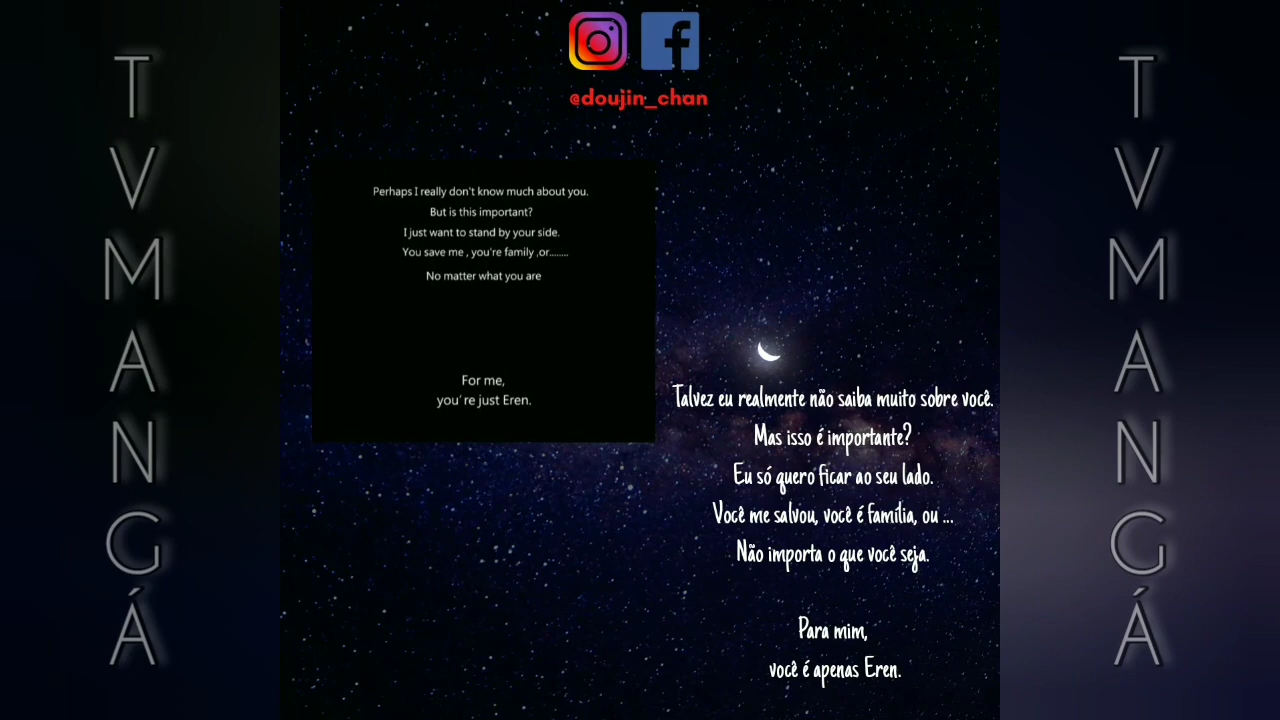 TVMANGÁ
@doujin_chan
Perhaps I really don't know much about you.
But is this important?
I just want to stand by your side.
You save me , you're family ,or........
No matter what you are
For me,
you're just Eren.
Talvez eu realmente não saiba muito sobre você.
Mas isso é importante?
Eu só quero ficar ao seu lado.
Você me salvou, você é família, ou ...
Não importa o que você seja.
Para mim,
você é apenas Eren.
TVMANGÁ